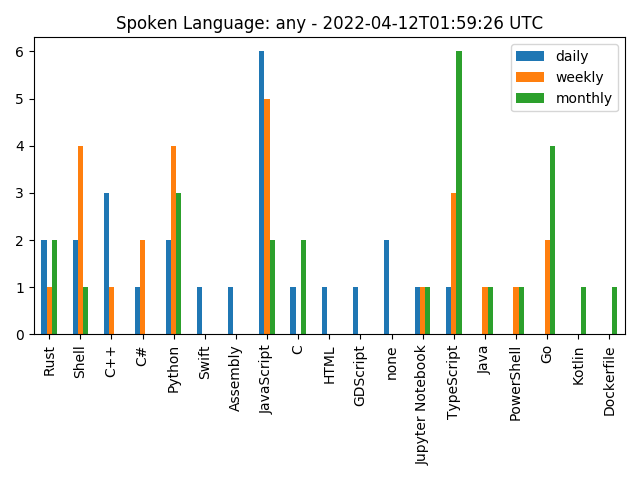 Spoken Language: any - 2022-04-12T01:59:26 UTC
daily
weekly
monthly
6
5
4
3
2
1
0
Rust
Shell
C++
C#
Python
Swift
Assembly
JavaScript
C
HTML
GDScript
none
Jupyter Notebook
TypeScript
Java
PowerShell
Go
Kotlin
Dockerfile